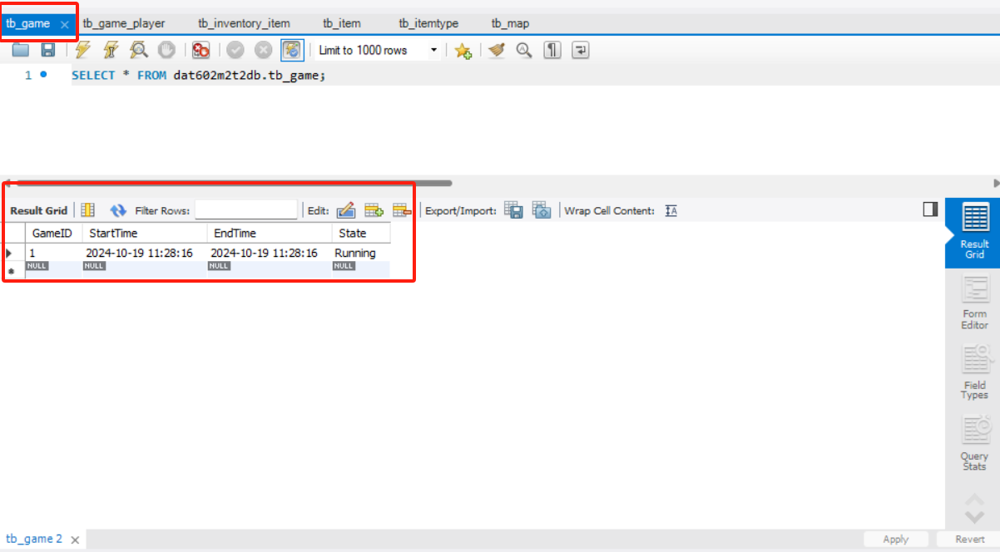 tb_game tb_game_player tb_inventory_item tb_item tb_itemtype tb_map
Limit to 1000 rows
1 SELECT * FROM dat602m2t2db.tb_game;
Result Grid Filter Rows: Edit: Export/Import: Wrap Cell Content:
GameID StartTime EndTime State
1 2024-10-19 11:28:16 2024-10-19 11:28:16 Running
NULL NULL NULL NULL
Result
Grid
Form
Editor
Field
Types
Query
Stats
tb_game 2 Apply Revert